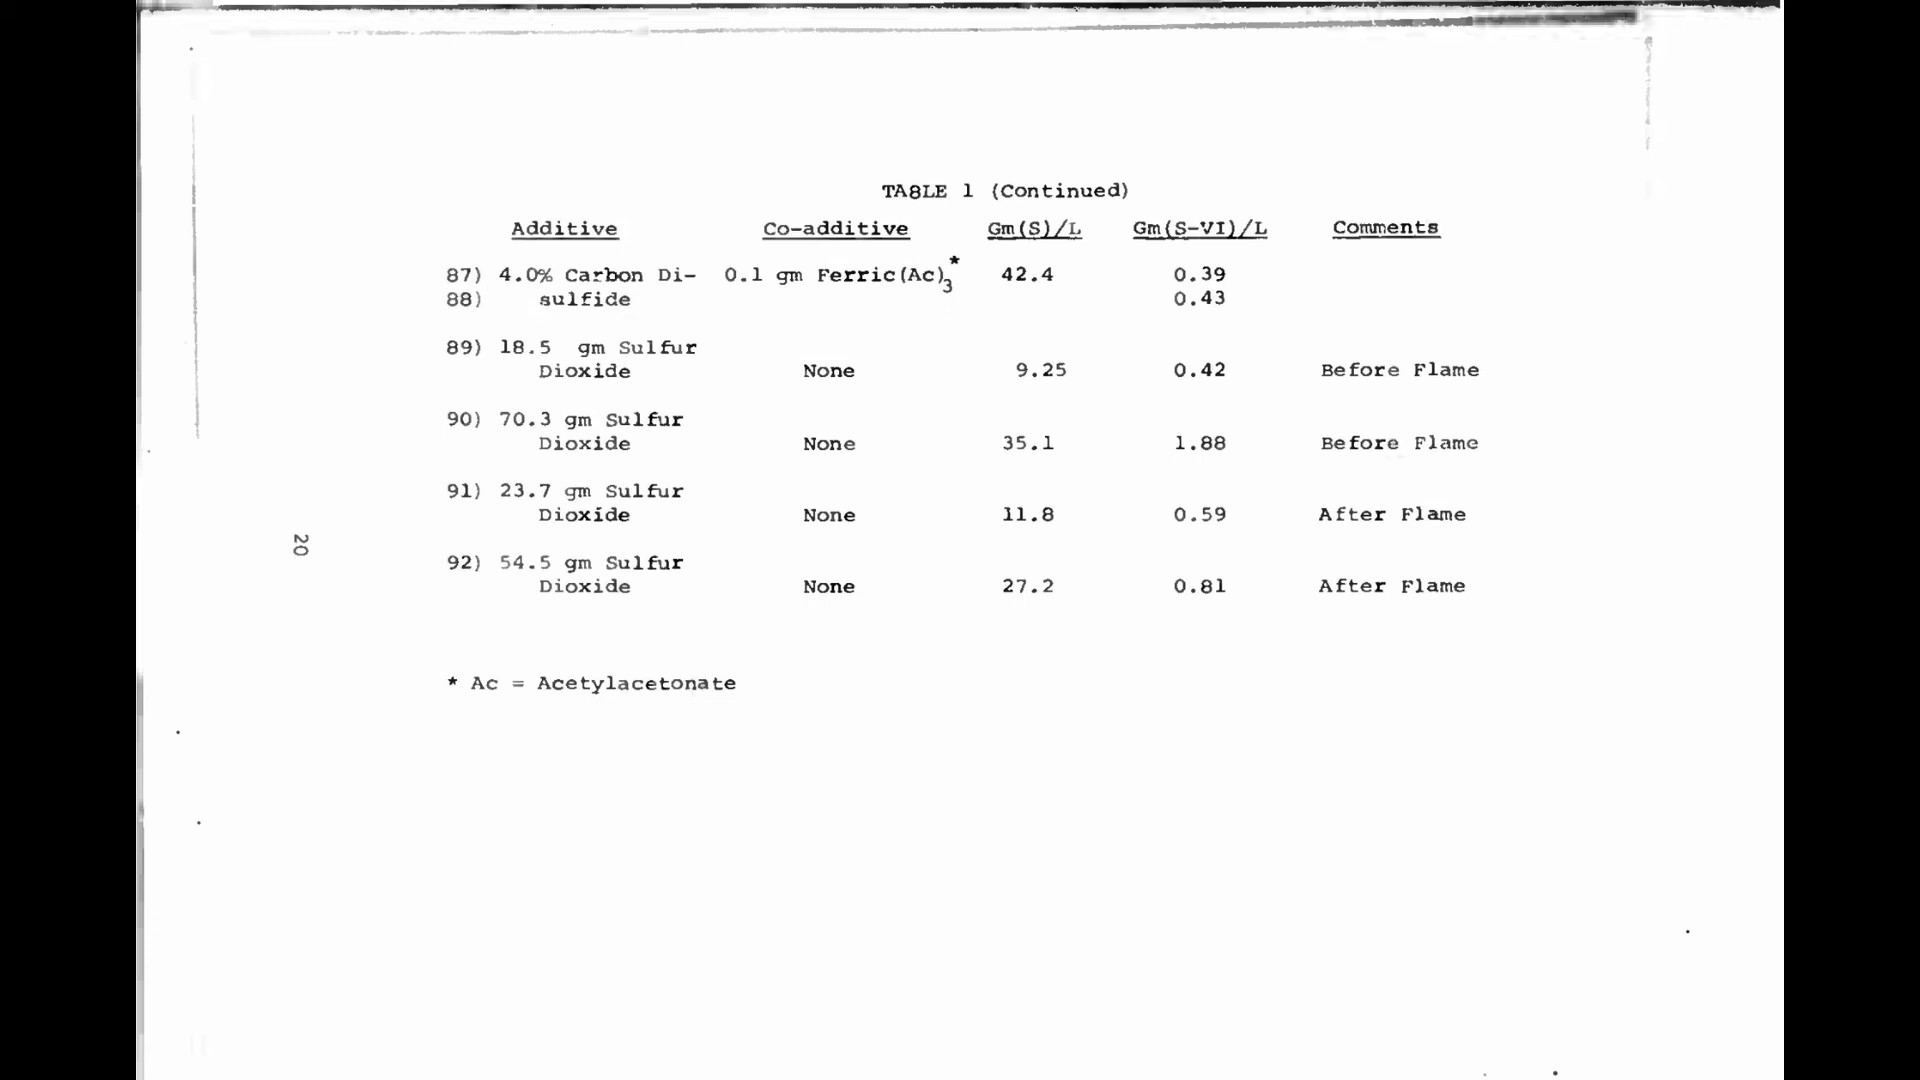 TABLE 1 (Continued)
Additive Co-additive Gm(S)/L Gm(S-VI)/L Comments
87) 4.0% Carbon Di- 0.1 gm Ferric(Ac)3* 42.4 0.39
88) sulfide 0.43
89) 18.5 gm Sulfur
Dioxide None 9.25 0.42 Before Flame
90) 70.3 gm Sulfur
Dioxide None 35.1 1.88 Before Flame
91) 23.7 gm Sulfur
Dioxide None 11.8 0.59 After Flame
20
92) 54.5 gm Sulfur
Dioxide None 27.2 0.81 After Flame
* Ac = Acetylacetonate